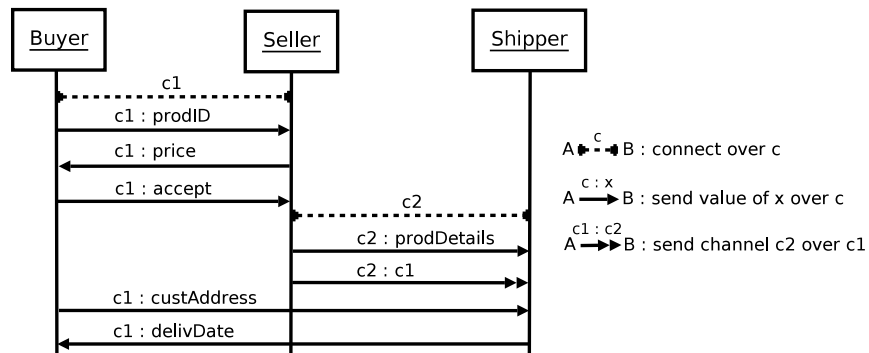 Buyer
Seller
Shipper
c1
c1 : prodID
c1 : price
c1 : accept
c2
c2 : prodDetails
c2 : c1
c1 : custAddress
c1 : delivDate
c
A B : connect over c
c : x
A B : send value of x over c
c1 : c2
A B : send channel c2 over c1